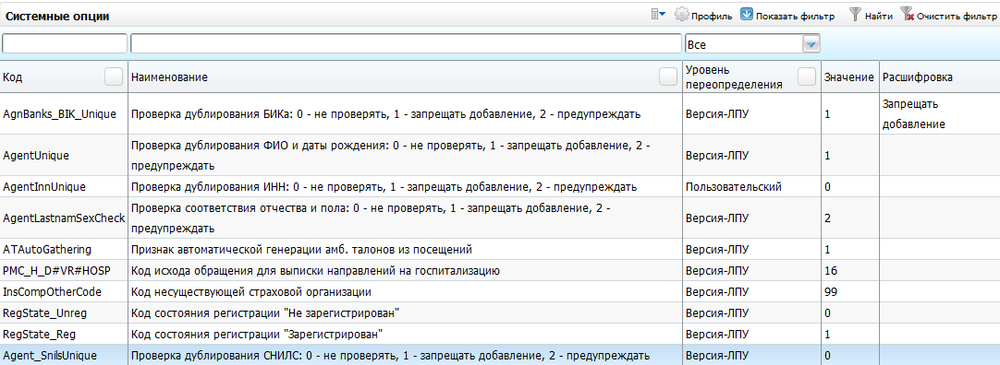 Системные опции
Профиль
Показать фильтр
Найти
Очистить фильтр
Все
Код
Наименование
Уровень
переопределения
Значение
Расшифровка
AgnBanks_BIK_Unique
Проверка дублирования БИКа: 0 - не проверять, 1 - запрещать добавление, 2 - предупреждать
Версия-ЛПУ
1
Запрещать
добавление
AgentUnique
Проверка дублирования ФИО и даты рождения: 0 - не проверять, 1 - запрещать добавление, 2 -
предупреждать
Версия-ЛПУ
1
AgentInnUnique
Проверка дублирования ИНН: 0 - не проверять, 1 - запрещать добавление, 2 - предупреждать
Пользовательский
0
AgentLastnamSexCheck
Проверка соответствия отчества и пола: 0 - не проверять, 1 - запрещать добавление, 2 -
предупреждать
Версия-ЛПУ
2
ATAutoGathering
Признак автоматической генерации амб. талонов из посещений
Версия-ЛПУ
1
PMC_H_D#VR#HOSP
Код исхода обращения для выписки направлений на госпитализацию
Версия-ЛПУ
16
InsCompOtherCode
Код несуществующей страховой организации
Версия-ЛПУ
99
RegState_Unreg
Код состояния регистрации "Не зарегистрирован"
Версия-ЛПУ
0
RegState_Reg
Код состояния регистрации "Зарегистрирован"
Версия-ЛПУ
1
Agent_SnilsUnique
Проверка дублирования СНИЛС: 0 - не проверять, 1 - запрещать добавление, 2 - предупреждать
Версия-ЛПУ
0